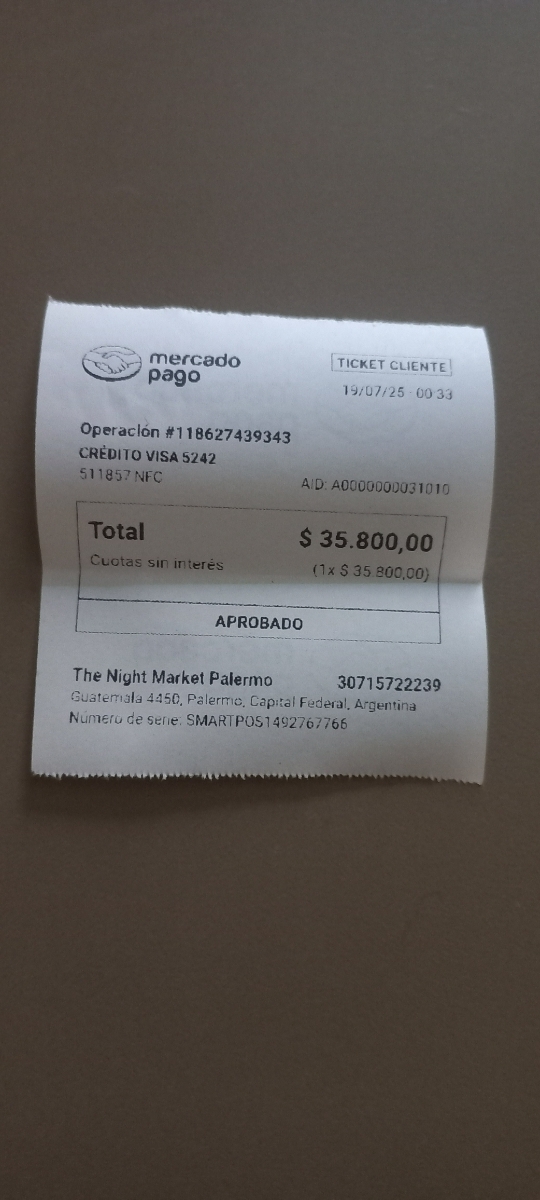 mercado
pago
TICKET CLIENTE
19/07/25 - 00:33
Operación #118627439343
CRÉDITO VISA 5242
511857 NFC
AID: A0000000031010
Total $ 35.800,00
Cuotas sin interés (1x $ 35.800,00)
APROBADO
The Night Market Palermo 30715722239
Guatemala 4450, Palermo, Capital Federal, Argentina
Número de serie: SMARTPOS1492767766